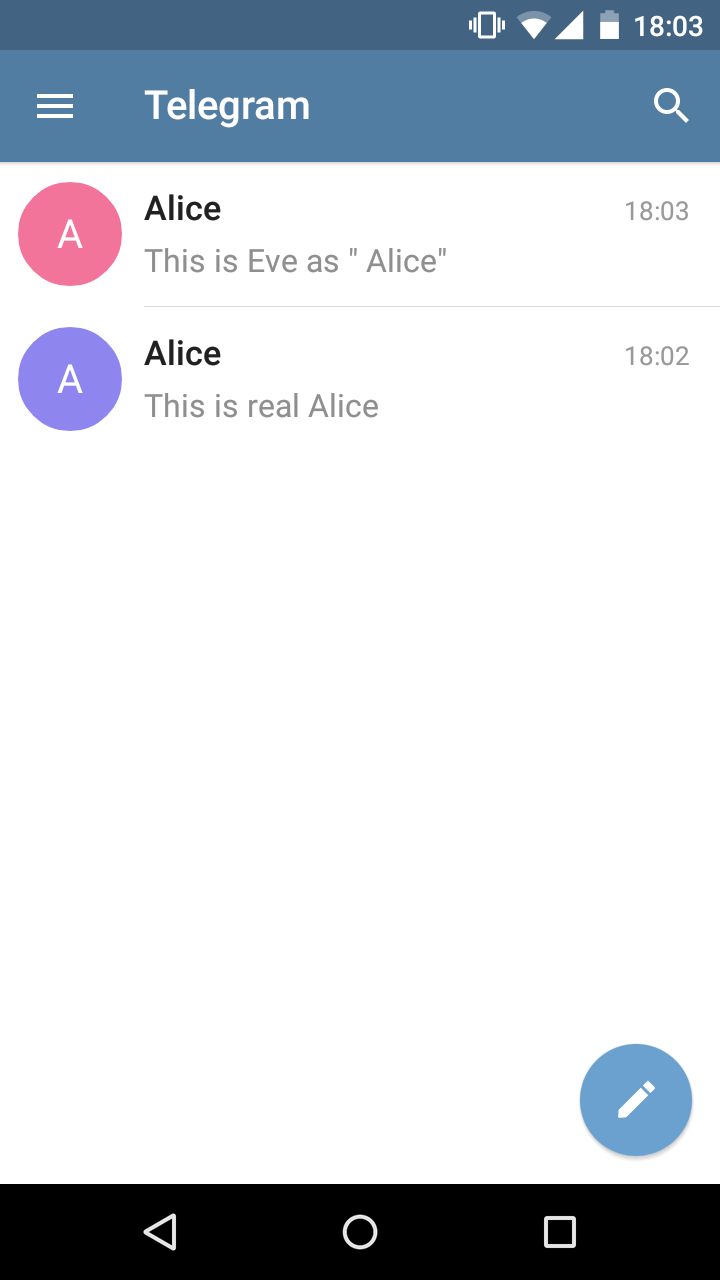 18:03
Telegram
A
Alice
18:03
This is Eve as " Alice"
A
Alice
18:02
This is real Alice